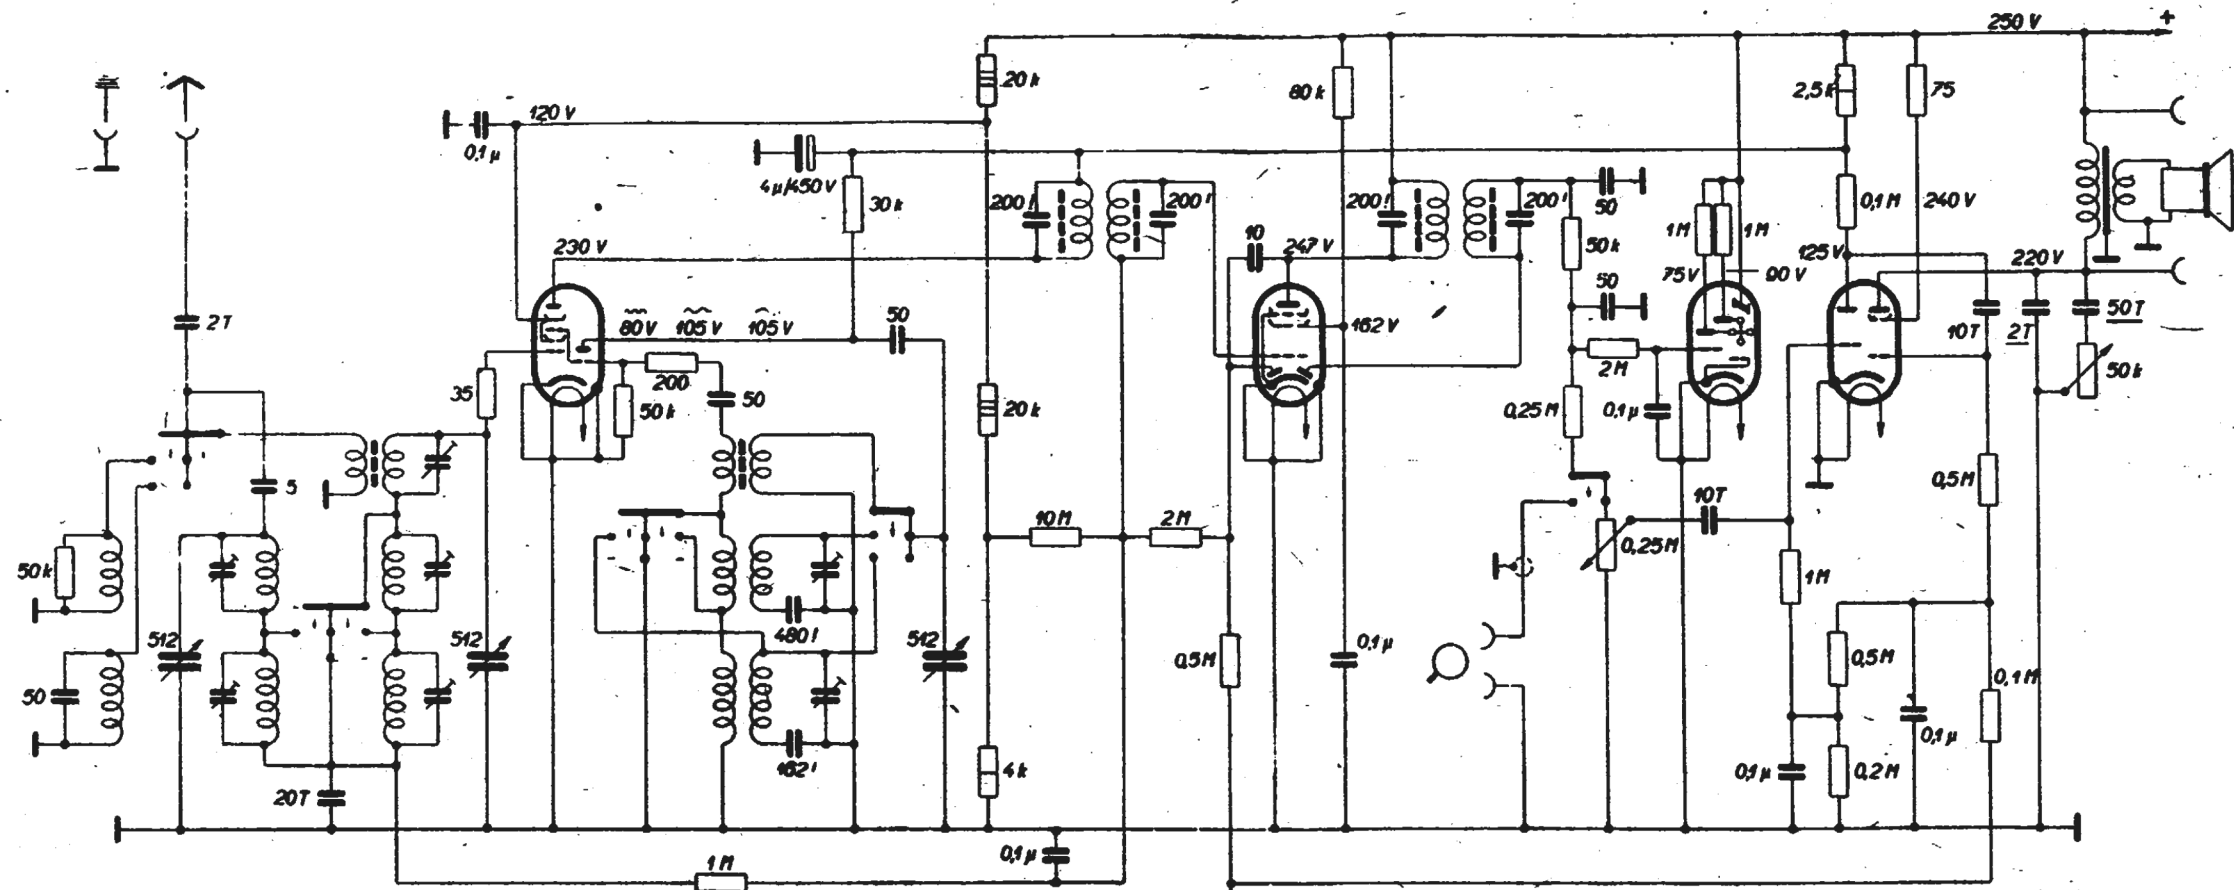 250 V
+
20 k
80 k
2,5 k
75
120 V
0,1 µ
4 µ/450 V
30 k
200!
200!
200!
200!
50
50 k
1 M
1 M
0,1 M
240 V
230 V
10
247 V
125 V
220 V
75 V
90 V
50
2 T
80 V
105 V
105 V
50
162 V
10 T
2 T
50 T
35
200
50 k
50
20 k
2 M
0,25 M
0,1 µ
50 k
5
10 T
0,5 M
10 M
2 M
0,25 M
50 k
1 M
512
512
480!
512
0,5 M
0,1 µ
0,5 M
0,1 M
50
162!
4 k
0,1 µ
0,2 M
0,1 µ
20 T
0,1 µ
1 M